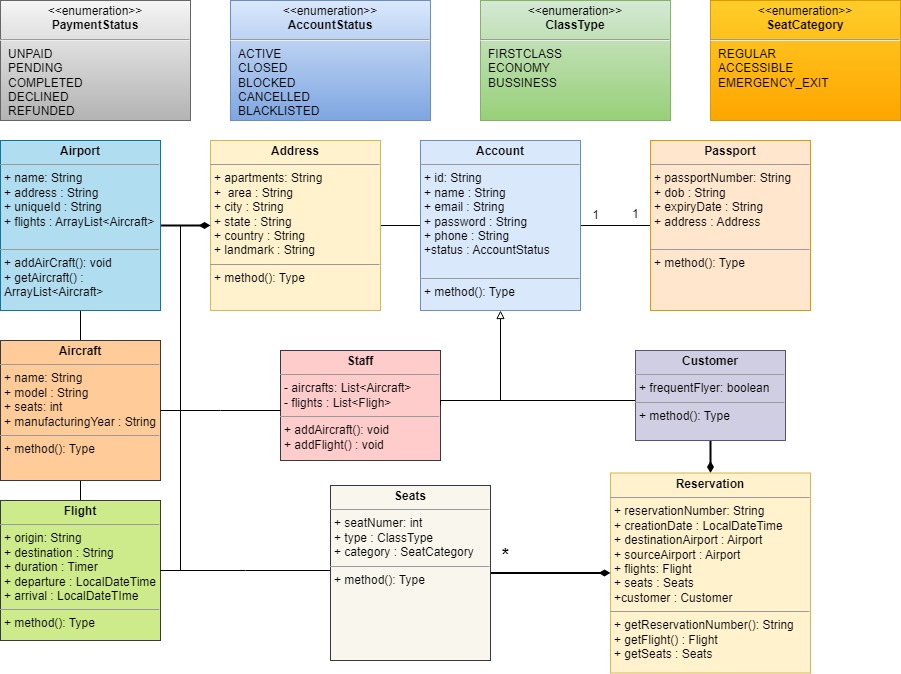 <<enumeration>>
PaymentStatus
UNPAID
PENDING
COMPLETED
DECLINED
REFUNDED
<<enumeration>>
AccountStatus
ACTIVE
CLOSED
BLOCKED
CANCELLED
BLACKLISTED
<<enumeration>>
ClassType
FIRSTCLASS
ECONOMY
BUSSINESS
<<enumeration>>
SeatCategory
REGULAR
ACCESSIBLE
EMERGENCY_EXIT
Airport
+ name: String
+ address : String
+ uniqueId : String
+ flights : ArrayList<Aircraft>
+ addAirCraft(): void
+ getAircraft() :
ArrayList<Aircraft>
Address
+ apartments: String
+ area : String
+ city : String
+ state : String
+ country : String
+ landmark : String
+ method(): Type
Account
+ id: String
+ name : String
+ email : String
+ password : String
+ phone : String
+status : AccountStatus
+ method(): Type
1
1
Passport
+ passportNumber: String
+ dob : String
+ expiryDate : String
+ address : Address
+ method(): Type
Aircraft
+ name: String
+ model : String
+ seats: int
+ manufacturingYear : String
+ method(): Type
Staff
- aircrafts: List<Aircraft>
- flights : List<Fligh>
+ addAircraft(): void
+ addFlight() : void
Customer
+ frequentFlyer: boolean
+ method(): Type
Flight
+ origin: String
+ destination : String
+ duration : Timer
+ departure : LocalDateTime
+ arrival : LocalDateTIme
+ method(): Type
Seats
+ seatNumer: int
+ type : ClassType
+ category : SeatCategory
+ method(): Type
*
Reservation
+ reservationNumber: String
+ creationDate : LocalDateTime
+ destinationAirport : Airport
+ sourceAirport : Airport
+ flights: Flight
+ seats : Seats
+customer : Customer
+ getReservationNumber(): String
+ getFlight() : Flight
+ getSeats : Seats